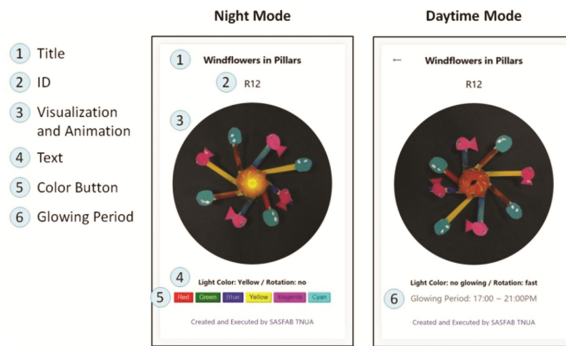 Night Mode
Daytime Mode
1 Title
2 ID
3 Visualization
and Animation
4 Text
5 Color Button
6 Glowing Period
1 Windflowers in Pillars
2 R12
3
4
Light Color: Yellow / Rotation: no
5 Red Green Blue Yellow Magenta Cyan
Created and Executed by SASFAB TNUA
← Windflowers in Pillars
R12
Light Color: no glowing / Rotation: fast
6 Glowing Period: 17:00 ~ 21:00PM
Created and Executed by SASFAB TNUA